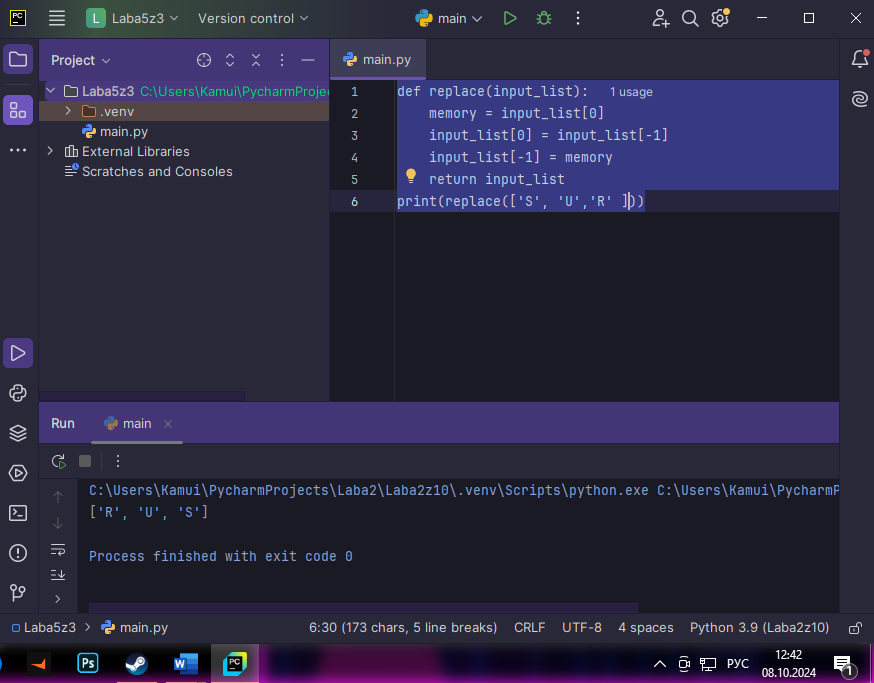 PC L Laba5z3 Version control main
Project
main.py
Laba5z3 C:\Users\Kamui\PycharmProje
.venv
main.py
External Libraries
Scratches and Consoles
1 def replace(input_list): 1 usage
2 memory = input_list[0]
3 input_list[0] = input_list[-1]
4 input_list[-1] = memory
5 return input_list
6 print(replace(['S', 'U','R' ]))
Run main
C:\Users\Kamui\PycharmProjects\Laba2\Laba2z10\.venv\Scripts\python.exe C:\Users\Kamui\PycharmP
['R', 'U', 'S']
Process finished with exit code 0
Laba5z3 > main.py 6:30 (173 chars, 5 line breaks) CRLF UTF-8 4 spaces Python 3.9 (Laba2z10)
Ps W PC РУС 12:42
08.10.2024 1